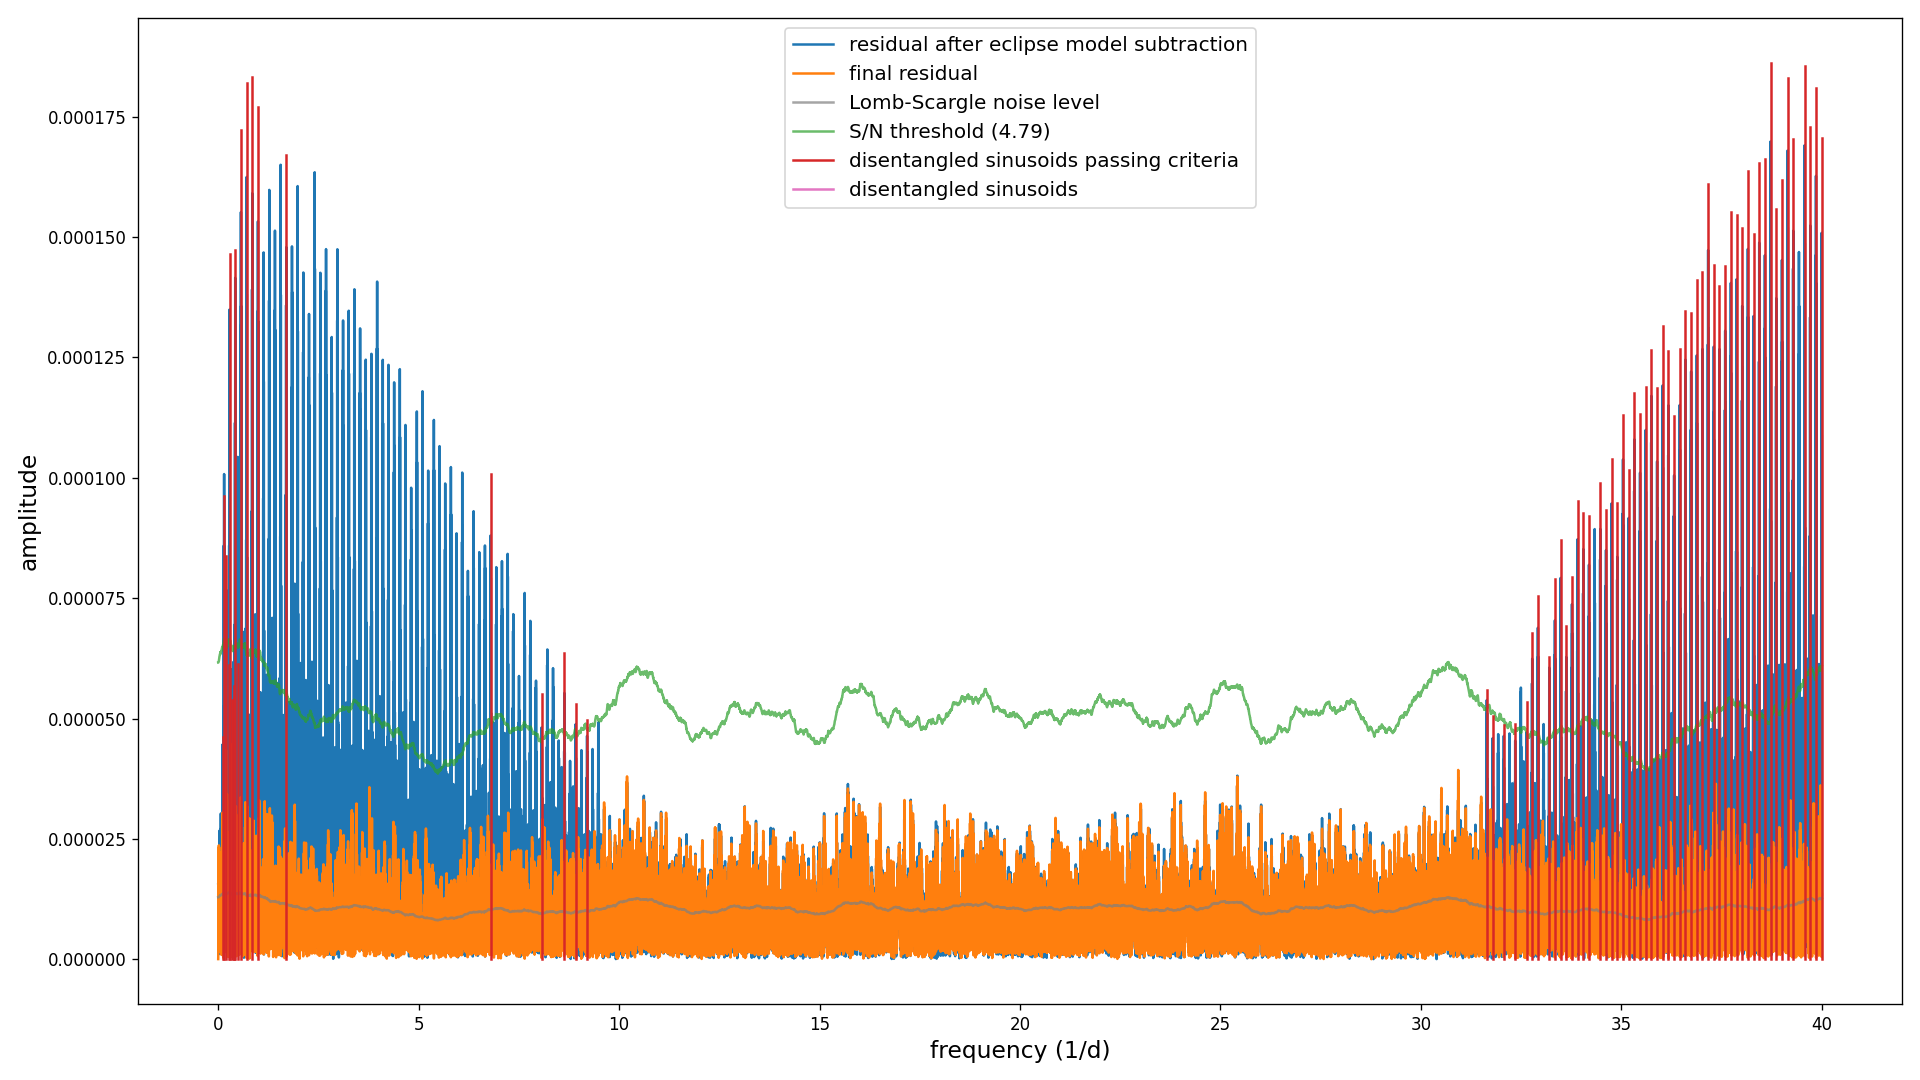 residual after eclipse model subtraction
final residual
Lomb-Scargle noise level
S/N threshold (4.79)
disentangled sinusoids passing criteria
disentangled sinusoids
amplitude
0.000175
0.000150
0.000125
0.000100
0.000075
0.000050
0.000025
0.000000
0 5 10 15 20 25 30 35 40
frequency (1/d)